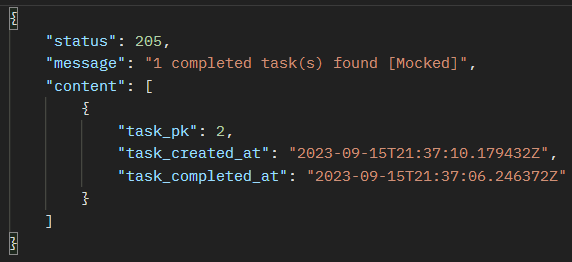 {
    "status": 205,
    "message": "1 completed task(s) found [Mocked]",
    "content": [
        {
            "task_pk": 2,
            "task_created_at": "2023-09-15T21:37:10.179432Z",
            "task_completed_at": "2023-09-15T21:37:06.246372Z"
        }
    ]
}